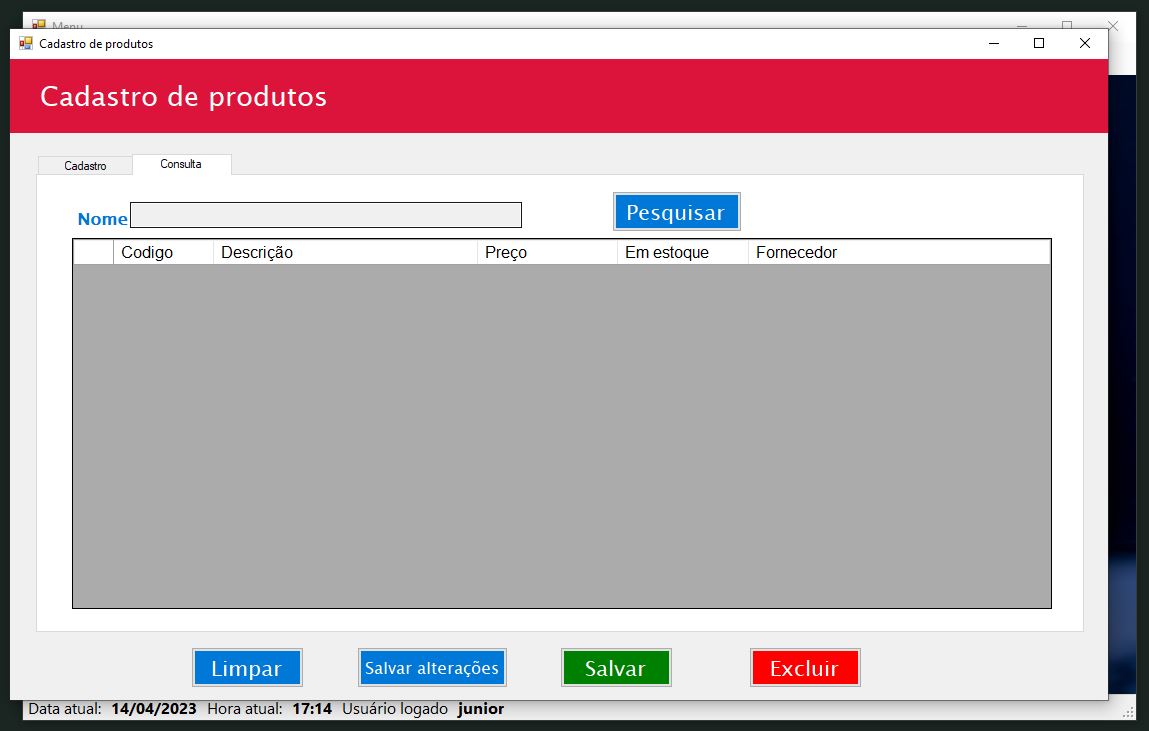 Menu
Cadastro de produtos
Cadastro de produtos
Cadastro Consulta
Nome Pesquisar
Codigo Descrição Preço Em estoque Fornecedor
Limpar Salvar alterações Salvar Excluir
Data atual: 14/04/2023 Hora atual: 17:14 Usuário logado junior